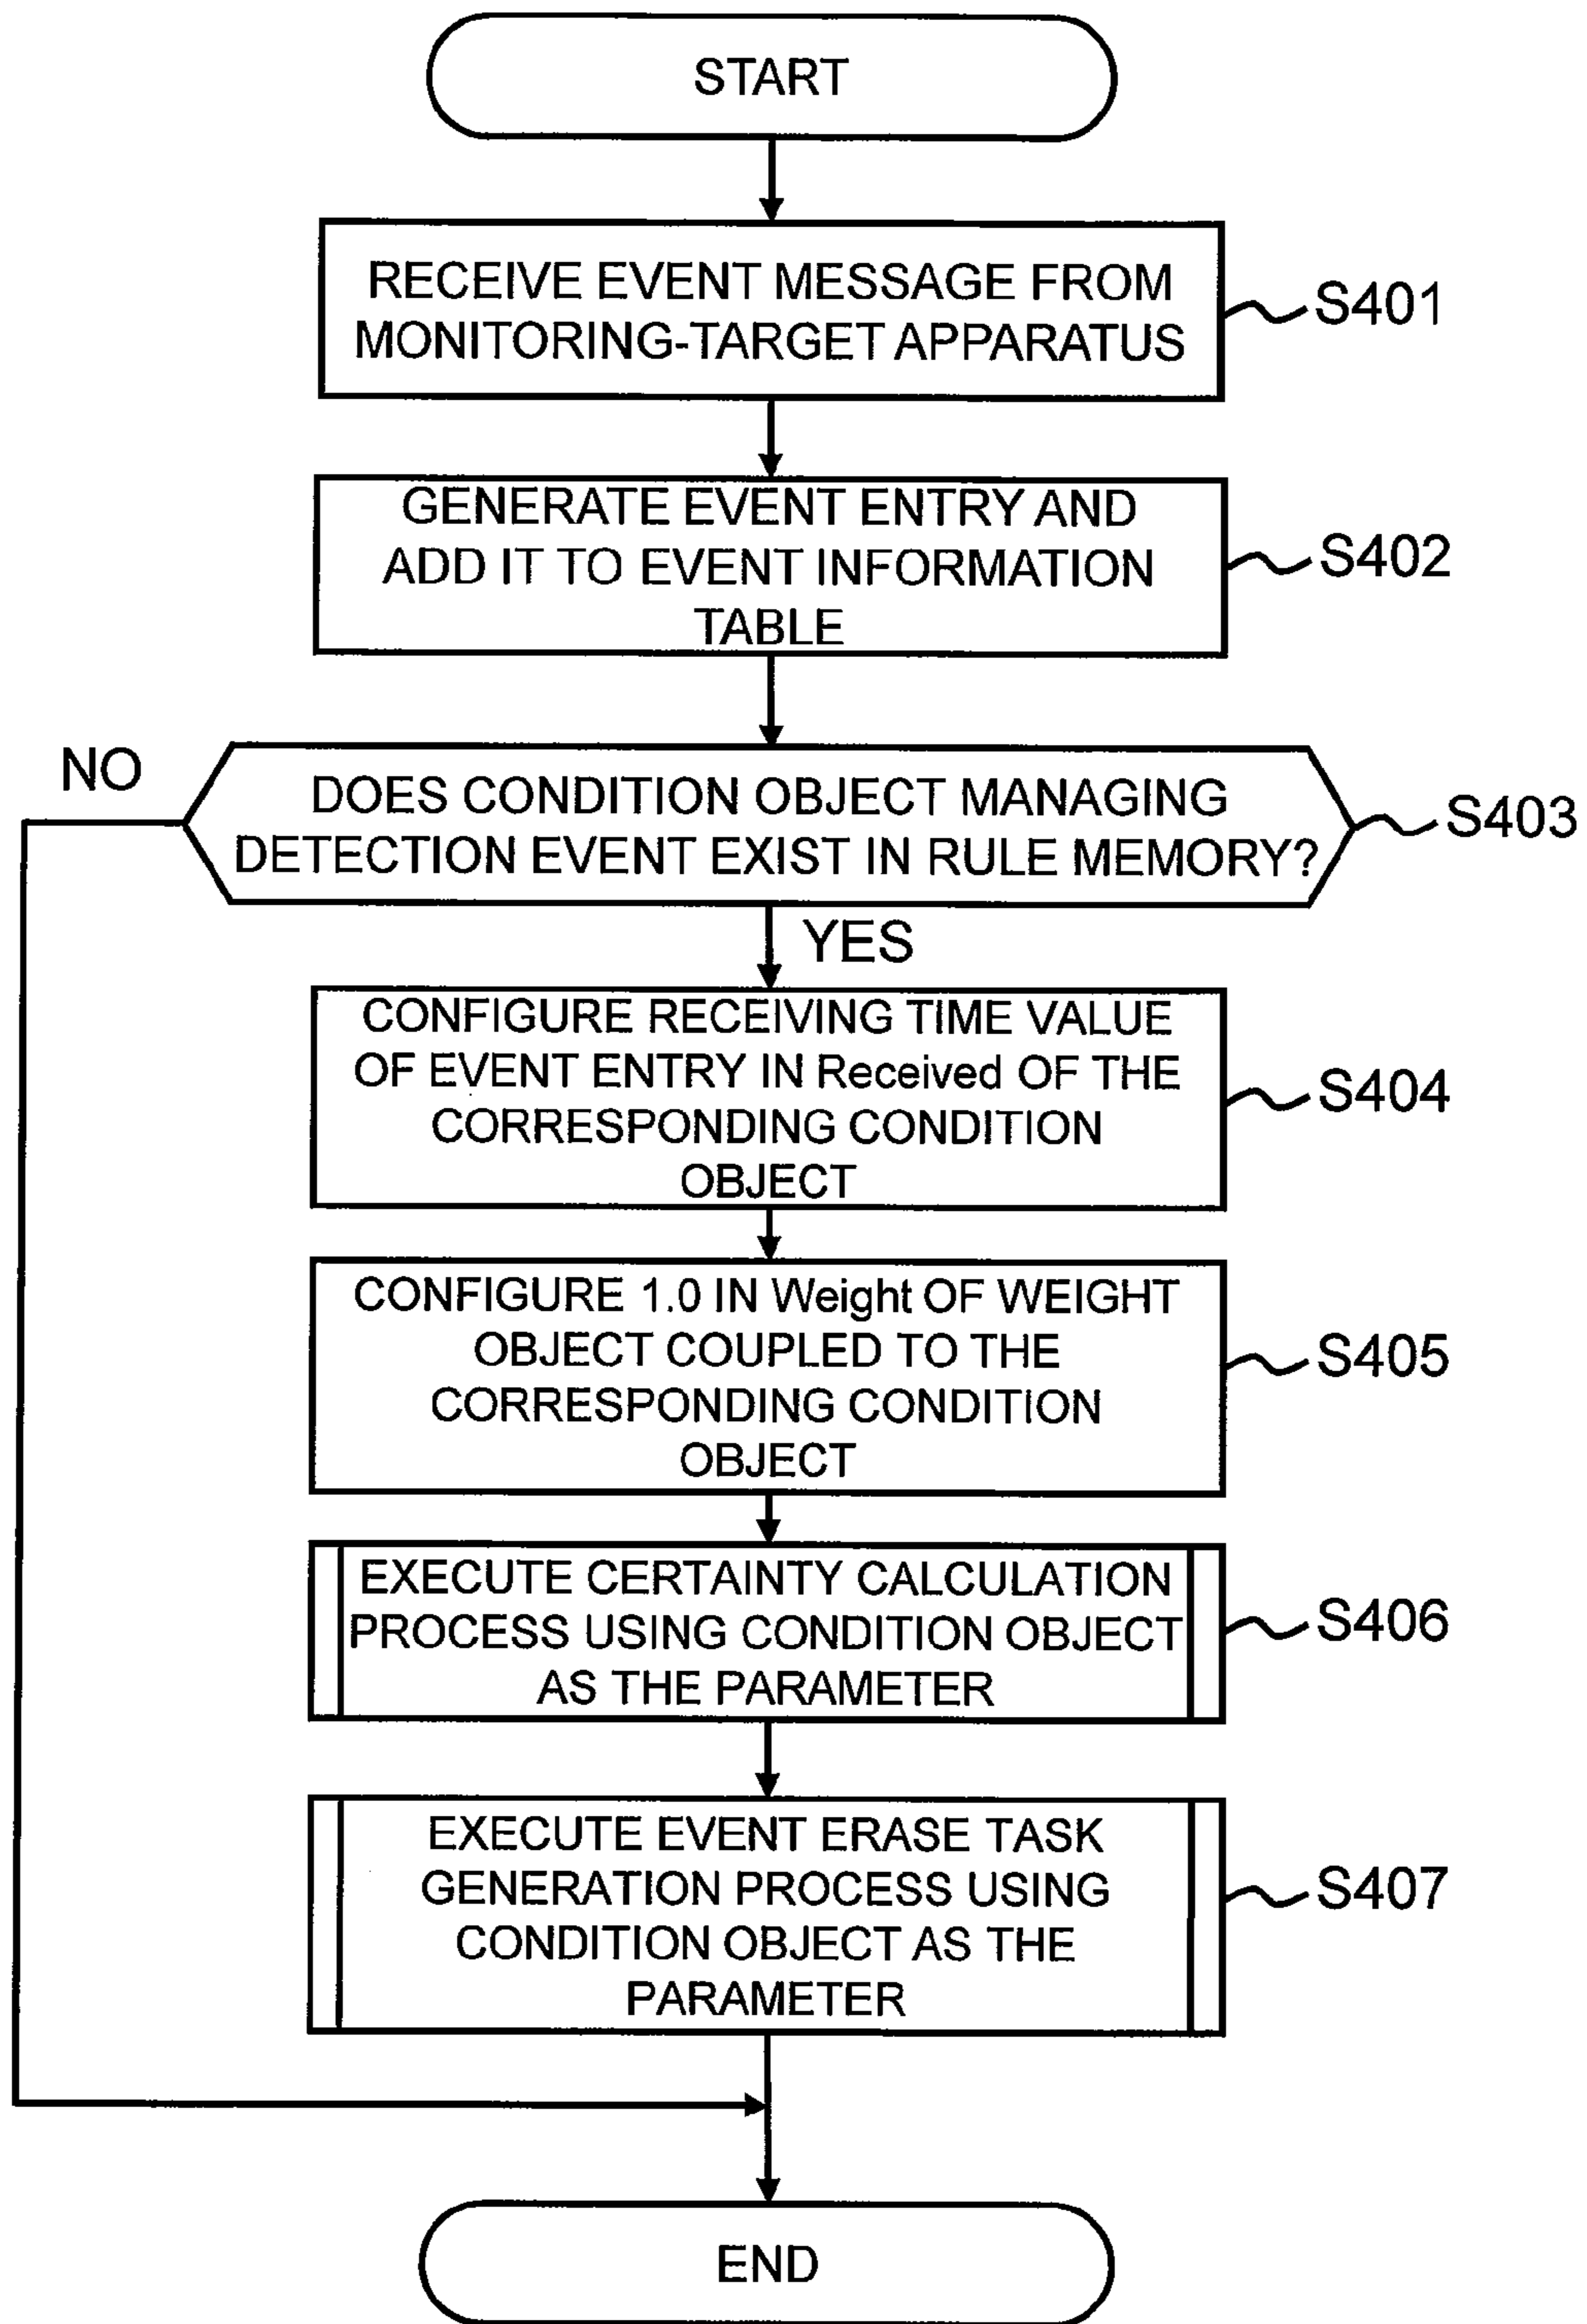 START
RECEIVE EVENT MESSAGE FROM
MONITORING-TARGET APPARATUS
S401
GENERATE EVENT ENTRY AND
ADD IT TO EVENT INFORMATION
TABLE
S402
NO
DOES CONDITION OBJECT MANAGING
DETECTION EVENT EXIST IN RULE MEMORY?
S403
YES
CONFIGURE RECEIVING TIME VALUE
OF EVENT ENTRY IN Received OF THE
CORRESPONDING CONDITION
OBJECT
S404
CONFIGURE 1.0 IN Weight OF WEIGHT
OBJECT COUPLED TO THE
CORRESPONDING CONDITION
OBJECT
S405
EXECUTE CERTAINTY CALCULATION
PROCESS USING CONDITION OBJECT
AS THE PARAMETER
S406
EXECUTE EVENT ERASE TASK
GENERATION PROCESS USING
CONDITION OBJECT AS THE
PARAMETER
S407
END